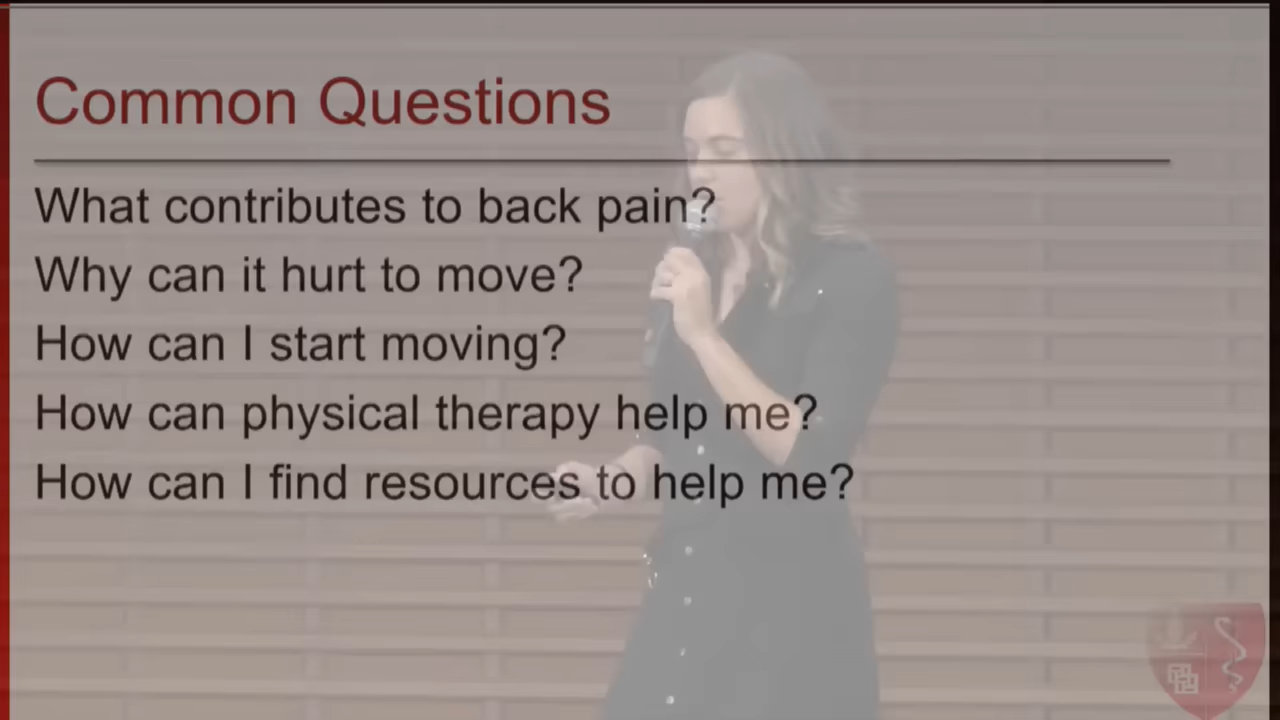 Common Questions
What contributes to back pain?
Why can it hurt to move?
How can I start moving?
How can physical therapy help me?
How can I find resources to help me?